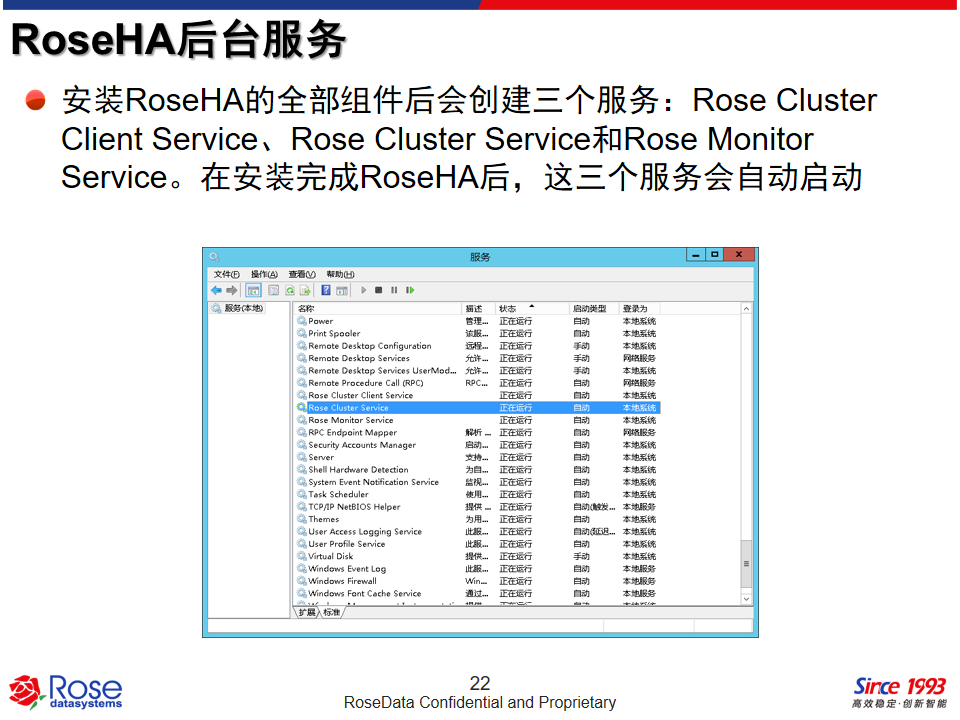 RoseHA后台服务
安装RoseHA的全部组件后会创建三个服务：Rose Cluster
Client Service、Rose Cluster Service和Rose Monitor
Service。在安装完成RoseHA后，这三个服务会自动启动
服务
文件(F) 操作(A) 查看(V) 帮助(H)
服务(本地)
名称 描述 状态 启动类型 登录为
Power 管理... 正在运行 自动 本地系统
Print Spooler 该服... 正在运行 自动 本地系统
Remote Desktop Configuration 远程... 正在运行 手动 本地系统
Remote Desktop Services 允许... 正在运行 手动 网络服务
Remote Desktop Services UserMod... 允许... 正在运行 手动 本地系统
Remote Procedure Call (RPC) RPC... 正在运行 自动 网络服务
Rose Cluster Client Service 正在运行 自动 本地系统
Rose Cluster Service 正在运行 自动 本地系统
Rose Monitor Service 正在运行 自动 本地系统
RPC Endpoint Mapper 解析 ... 正在运行 自动 网络服务
Security Accounts Manager 启动... 正在运行 自动 本地系统
Server 支持... 正在运行 自动 本地系统
Shell Hardware Detection 为自... 正在运行 自动 本地系统
System Event Notification Service 监视... 正在运行 自动 本地系统
Task Scheduler 使用... 正在运行 自动 本地系统
TCP/IP NetBIOS Helper 提供 ... 正在运行 自动(触发... 本地服务
Themes 为用... 正在运行 自动 本地系统
User Access Logging Service 此服... 正在运行 自动(延迟... 本地系统
User Profile Service 此服... 正在运行 自动 本地系统
Virtual Disk 提供... 正在运行 手动 本地系统
Windows Event Log 此服... 正在运行 自动 本地服务
Windows Firewall Win... 正在运行 自动 本地服务
Windows Font Cache Service 通过... 正在运行 自动 本地服务
扩展 标准
Rose
datasystems
22
RoseData Confidential and Proprietary
Since 1993
高效稳定·创新智能